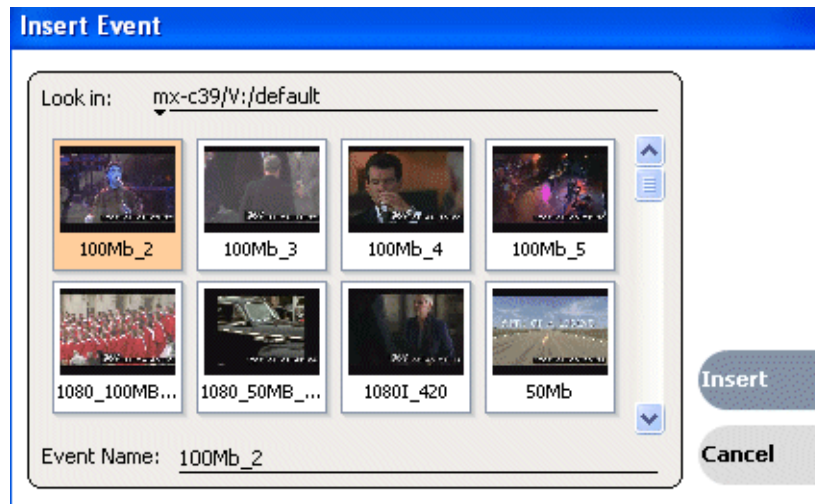 Insert Event
Look in: mx-c39/V:/default
100Mb_2
100Mb_3
100Mb_4
100Mb_5
1080_100MB...
1080_50MB_...
1080I_420
50Mb
Insert
Event Name: 100Mb_2
Cancel